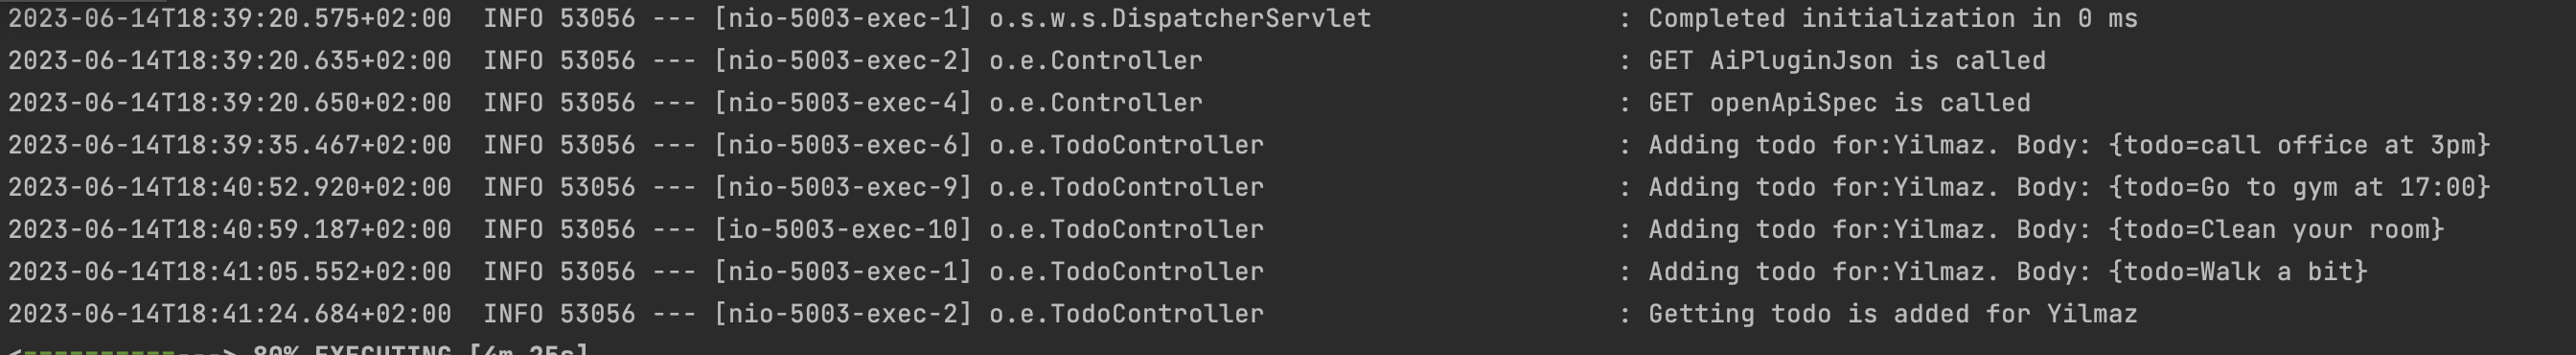 2023-06-14T18:39:20.575+02:00  INFO 53056 --- [nio-5003-exec-1] o.s.w.s.DispatcherServlet                : Completed initialization in 0 ms
2023-06-14T18:39:20.635+02:00  INFO 53056 --- [nio-5003-exec-2] o.e.Controller                           : GET AiPluginJson is called
2023-06-14T18:39:20.650+02:00  INFO 53056 --- [nio-5003-exec-4] o.e.Controller                           : GET openApiSpec is called
2023-06-14T18:39:35.467+02:00  INFO 53056 --- [nio-5003-exec-6] o.e.TodoController                       : Adding todo for:Yilmaz. Body: {todo=call office at 3pm}
2023-06-14T18:40:52.920+02:00  INFO 53056 --- [nio-5003-exec-9] o.e.TodoController                       : Adding todo for:Yilmaz. Body: {todo=Go to gym at 17:00}
2023-06-14T18:40:59.187+02:00  INFO 53056 --- [io-5003-exec-10] o.e.TodoController                       : Adding todo for:Yilmaz. Body: {todo=Clean your room}
2023-06-14T18:41:05.552+02:00  INFO 53056 --- [nio-5003-exec-1] o.e.TodoController                       : Adding todo for:Yilmaz. Body: {todo=Walk a bit}
2023-06-14T18:41:24.684+02:00  INFO 53056 --- [nio-5003-exec-2] o.e.TodoController                       : Getting todo is added for Yilmaz
<==========---> 80% EXECUTING [4m 25s]